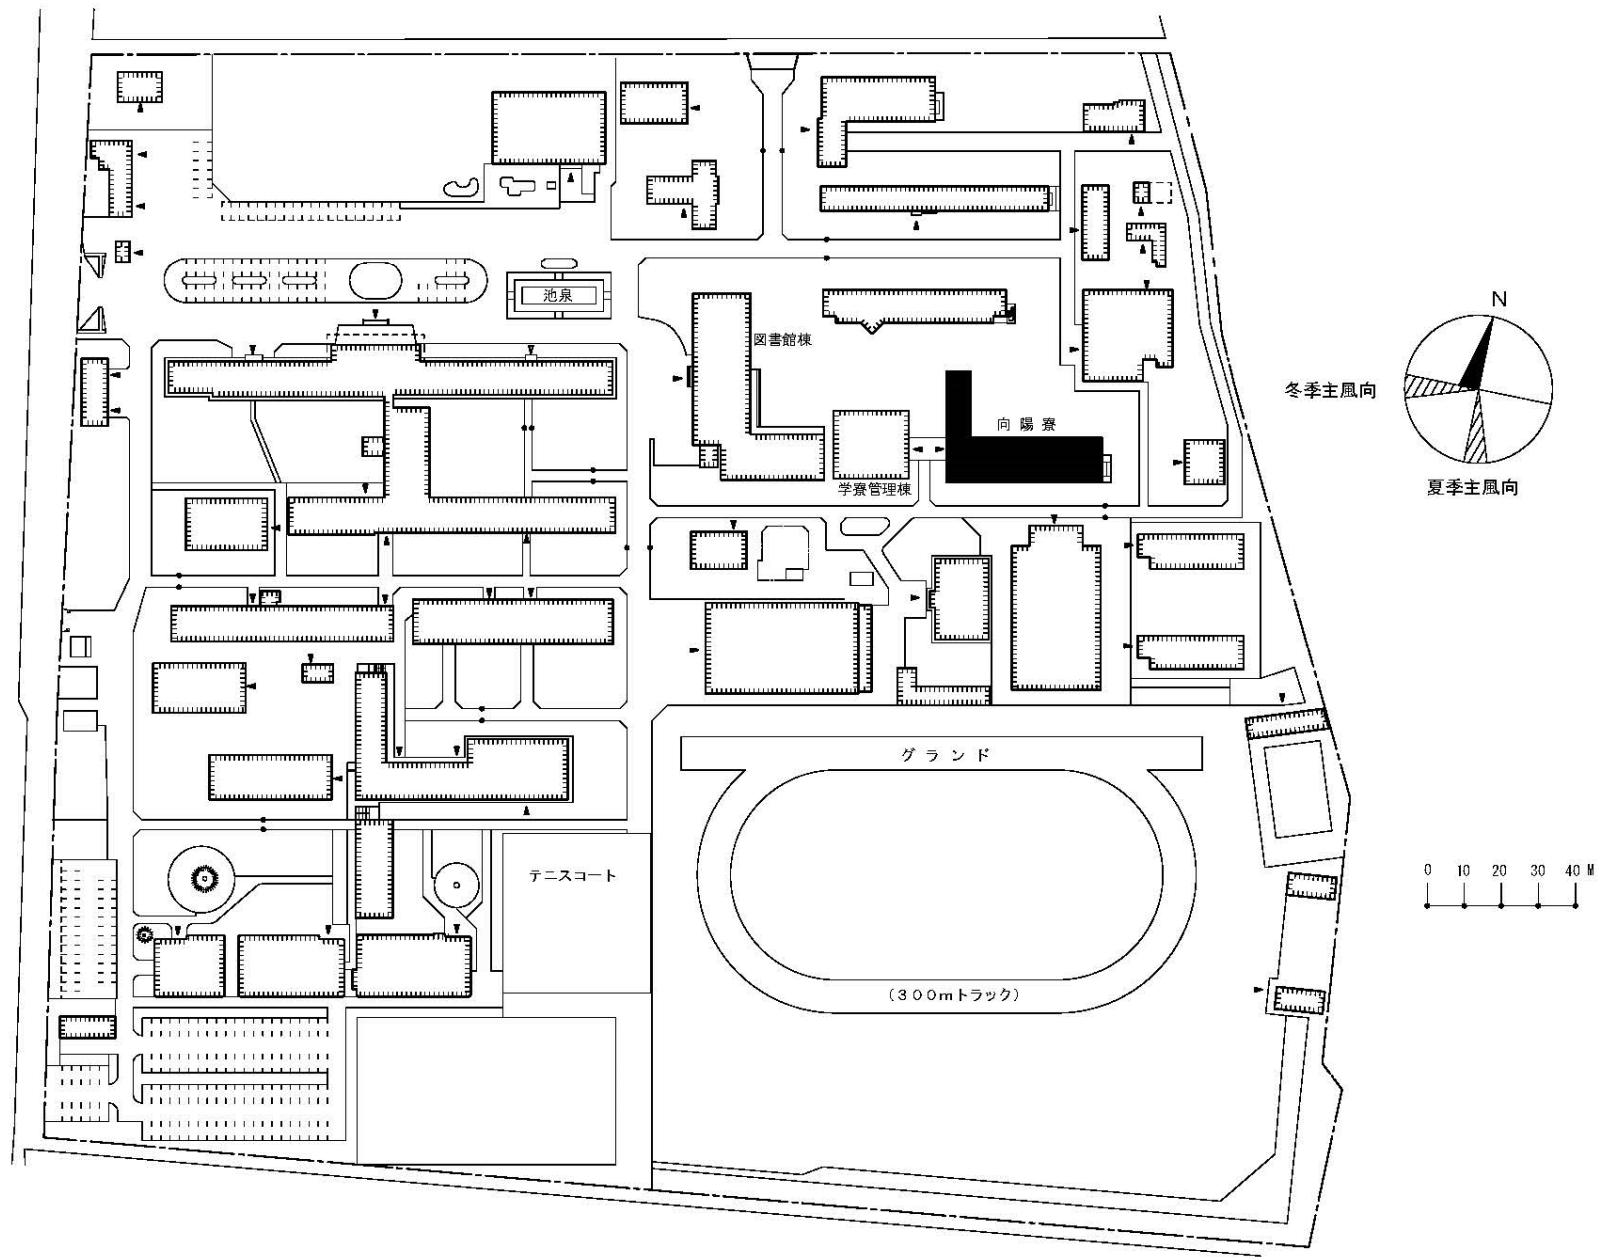 池泉
図書館棟
N
冬季主風向
向陽寮
夏季主風向
学寮管理棟
グランド
テニスコート
0 10 20 30 40 M
(300mトラック)